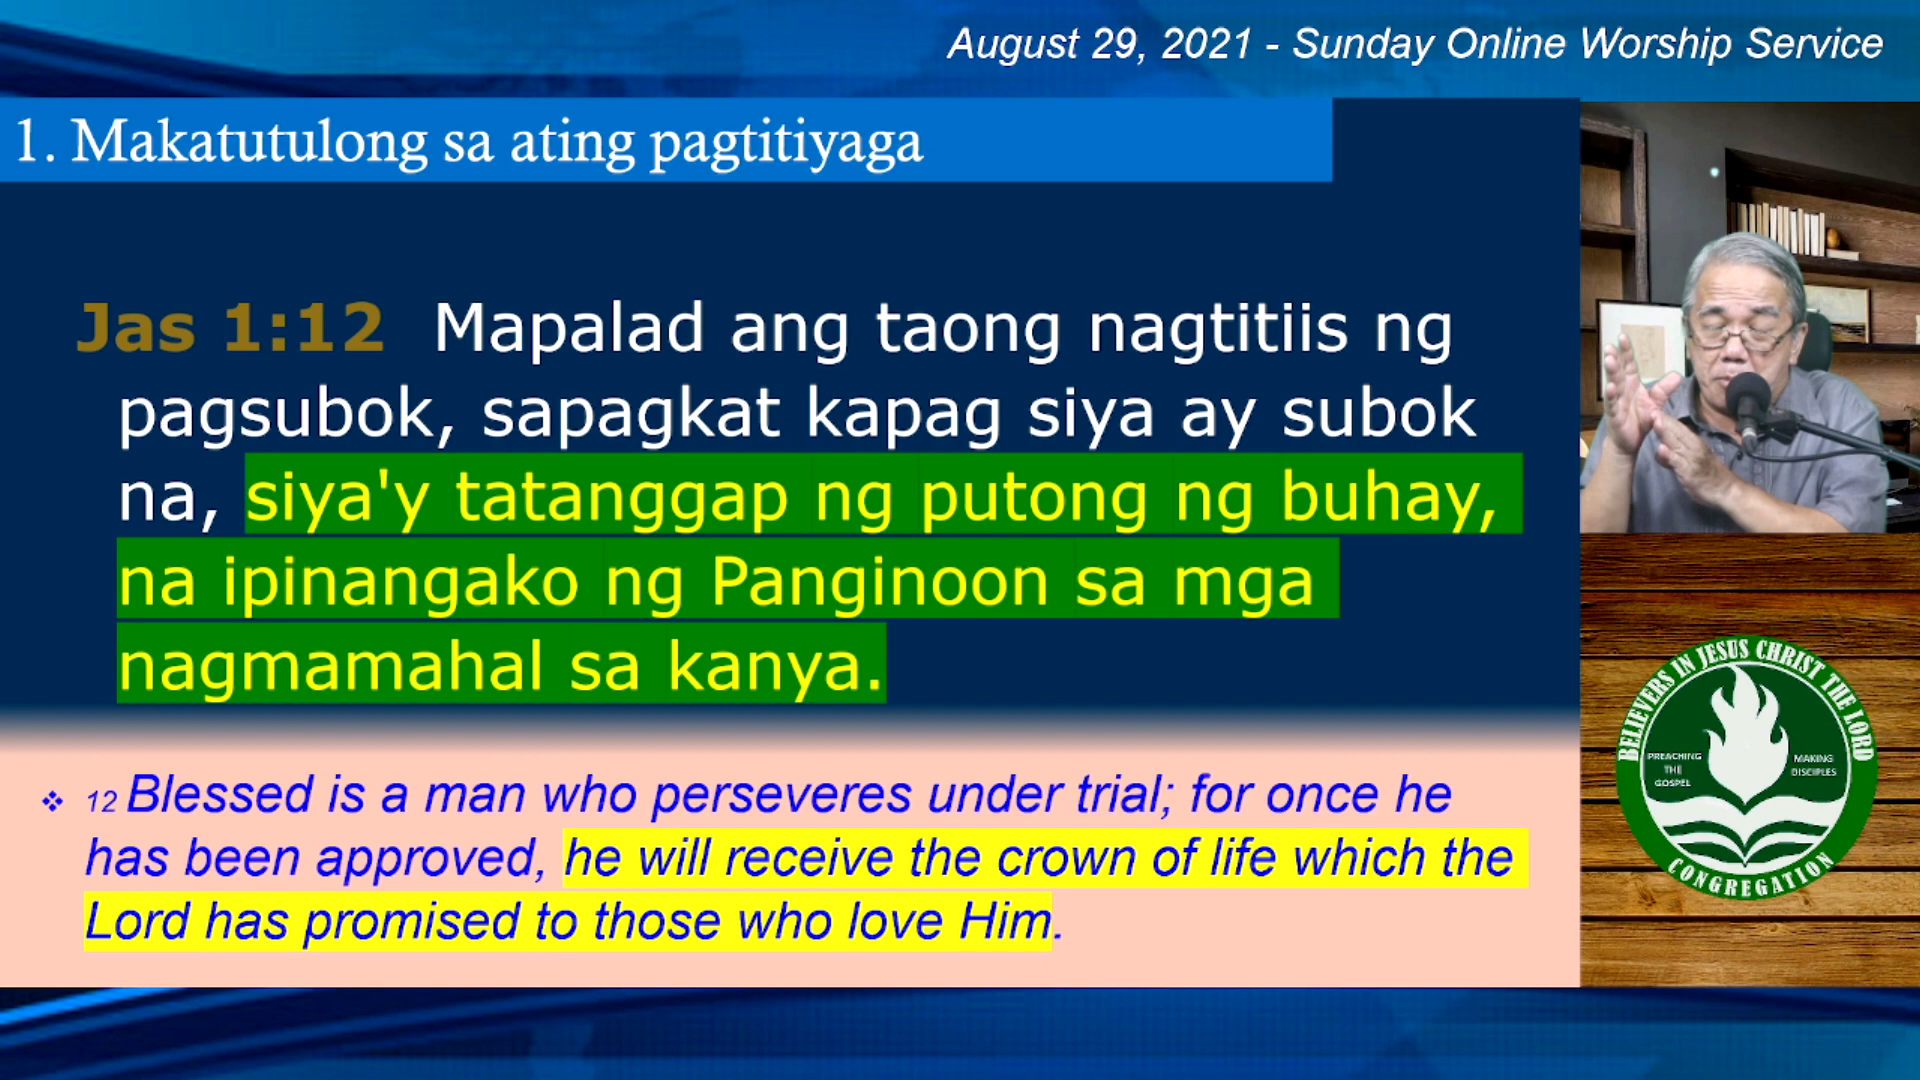 August 29, 2021 - Sunday Online Worship Service
1. Makatutulong sa ating pagtitiyaga
Jas 1:12 Mapalad ang taong nagtitiis ng
pagsubok, sapagkat kapag siya ay subok
na, siya'y tatanggap ng putong ng buhay,
na ipinangako ng Panginoon sa mga
nagmamahal sa kanya.
❖ 12 Blessed is a man who perseveres under trial; for once he
has been approved, he will receive the crown of life which the
Lord has promised to those who love Him.
BELIEVERS IN JESUS CHRIST THE LORD
PREACHING
THE
GOSPEL
MAKING
DISCIPLES
CONGREGATION